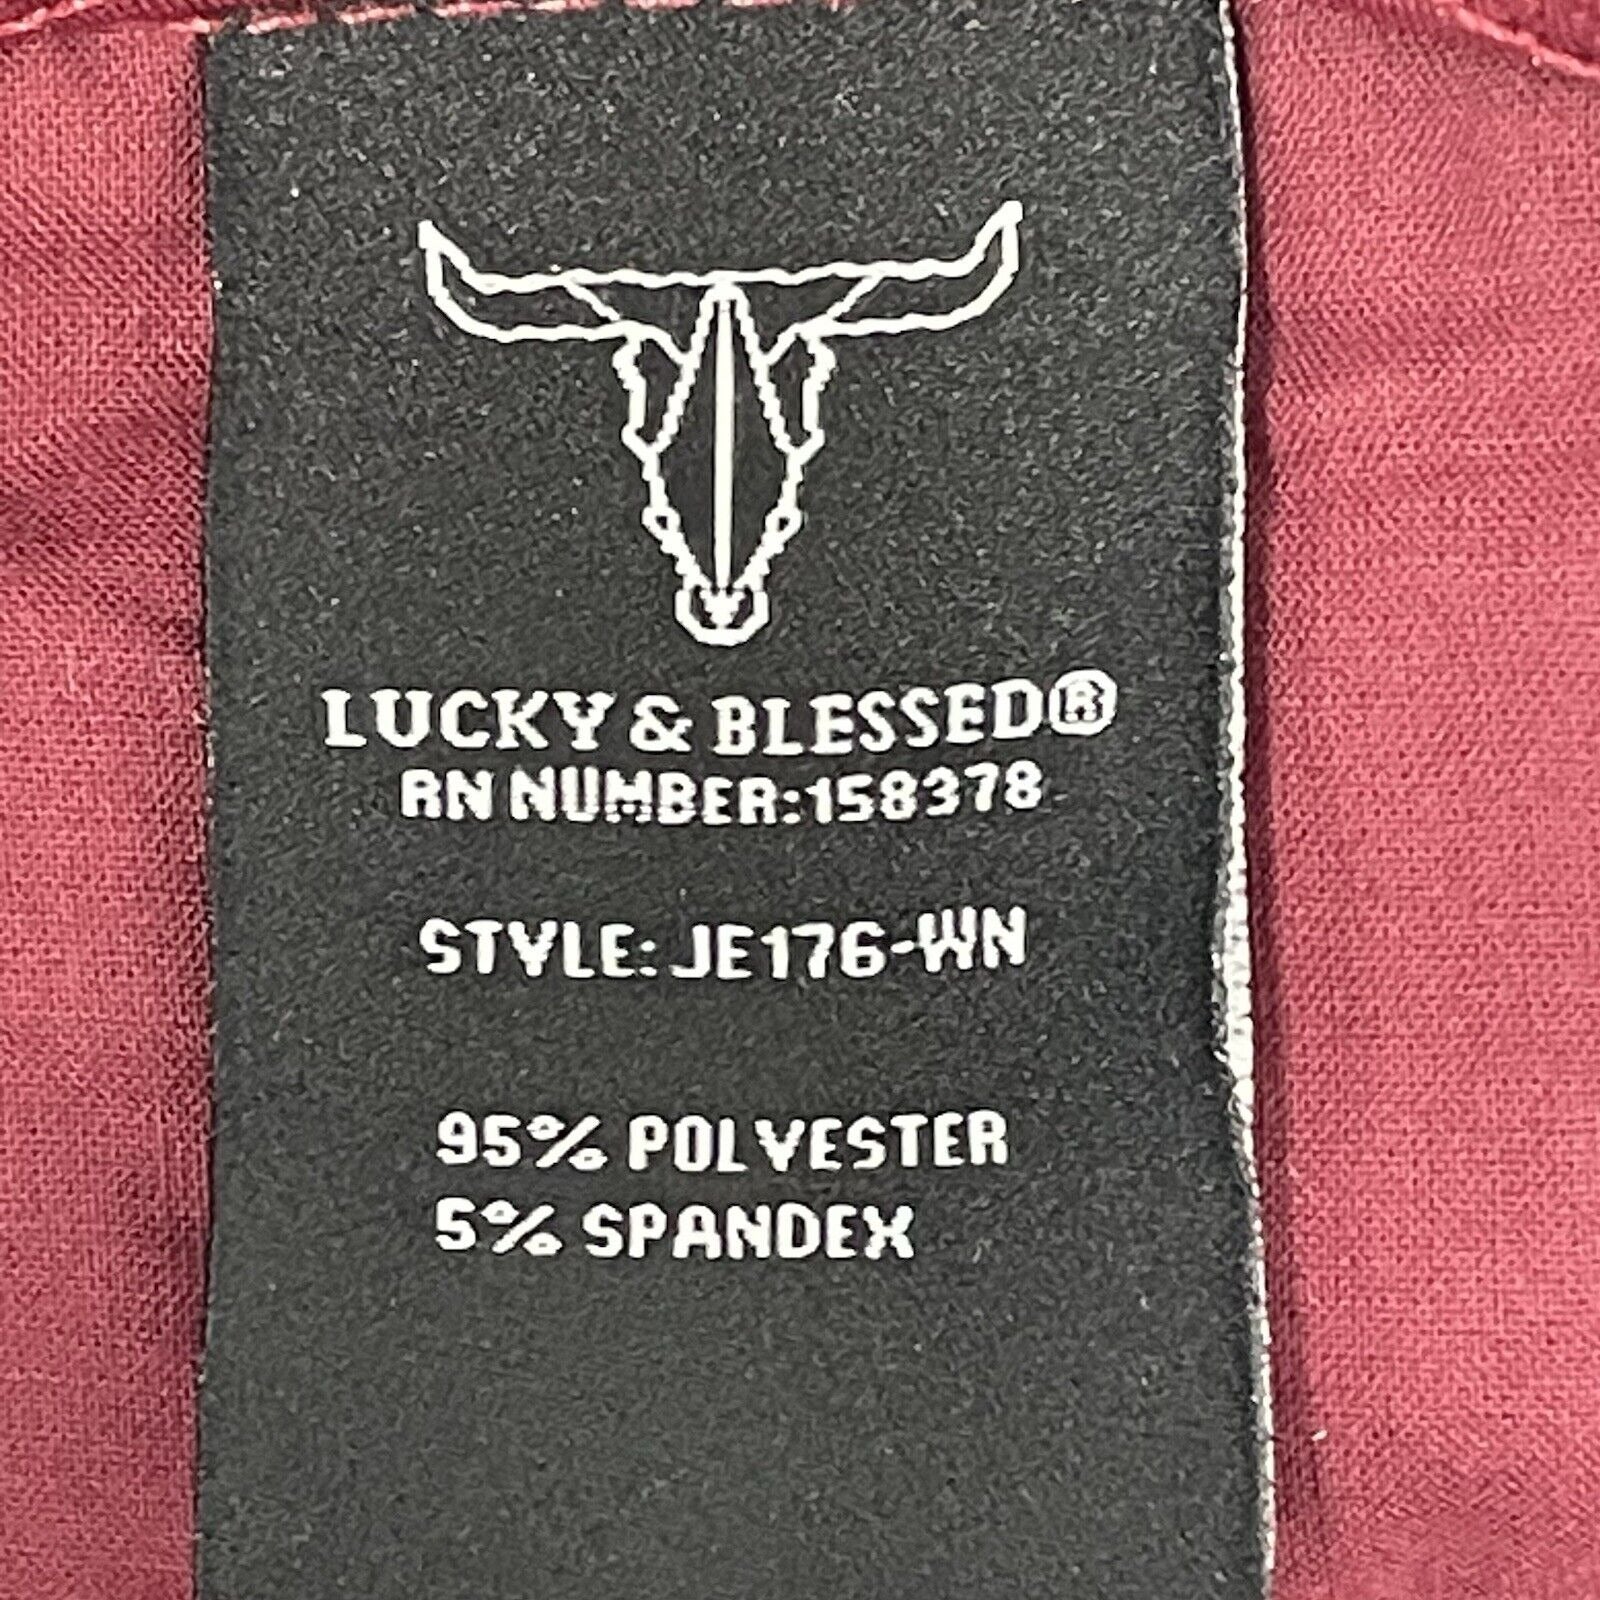 LUCKY & BLESSED®
RN NUMBER:158378
STYLE: JE176-WN
95% POLYESTER
5% SPANDEX